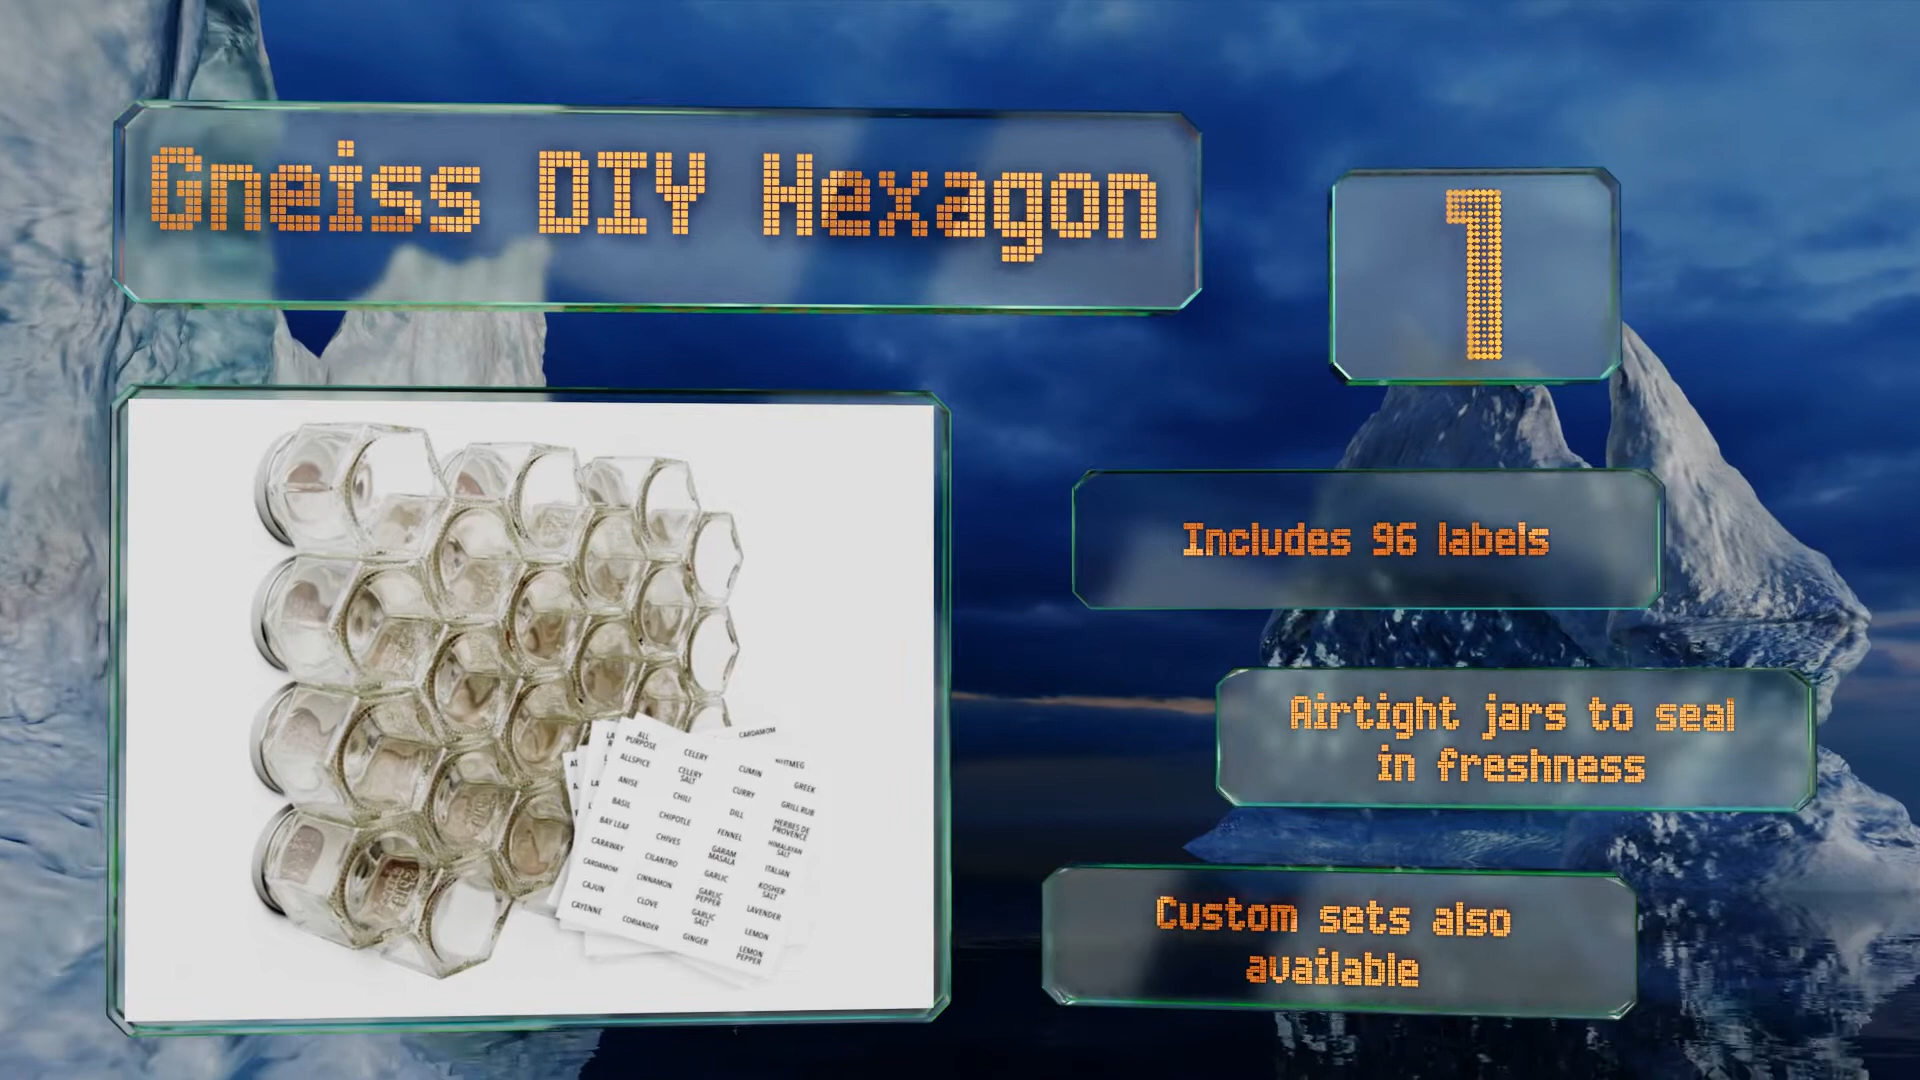 Gneiss DIY Hexagon
1
Includes 96 labels
Airtight jars to seal
in freshness
Custom sets also
available
ALL
PURPOSE
ALLSPICE
ANISE
BASIL
BAY LEAF
CARAWAY
CARDAMOM
CAJUN
CAYENNE
CELERY
CELERY
SALT
CHILI
CHIPOTLE
CHIVES
CILANTRO
CINNAMON
CLOVE
CORIANDER
CUMIN
CURRY
DILL
FENNEL
GARAM
MASALA
GARLIC
GARLIC
PEPPER
GARLIC
SALT
GINGER
CARDAMOM
NUTMEG
GREEK
GRILL RUB
HERBES DE
PROVENCE
HIMALAYAN
SALT
ITALIAN
KOSHER
SALT
LAVENDER
LEMON
LEMON
PEPPER